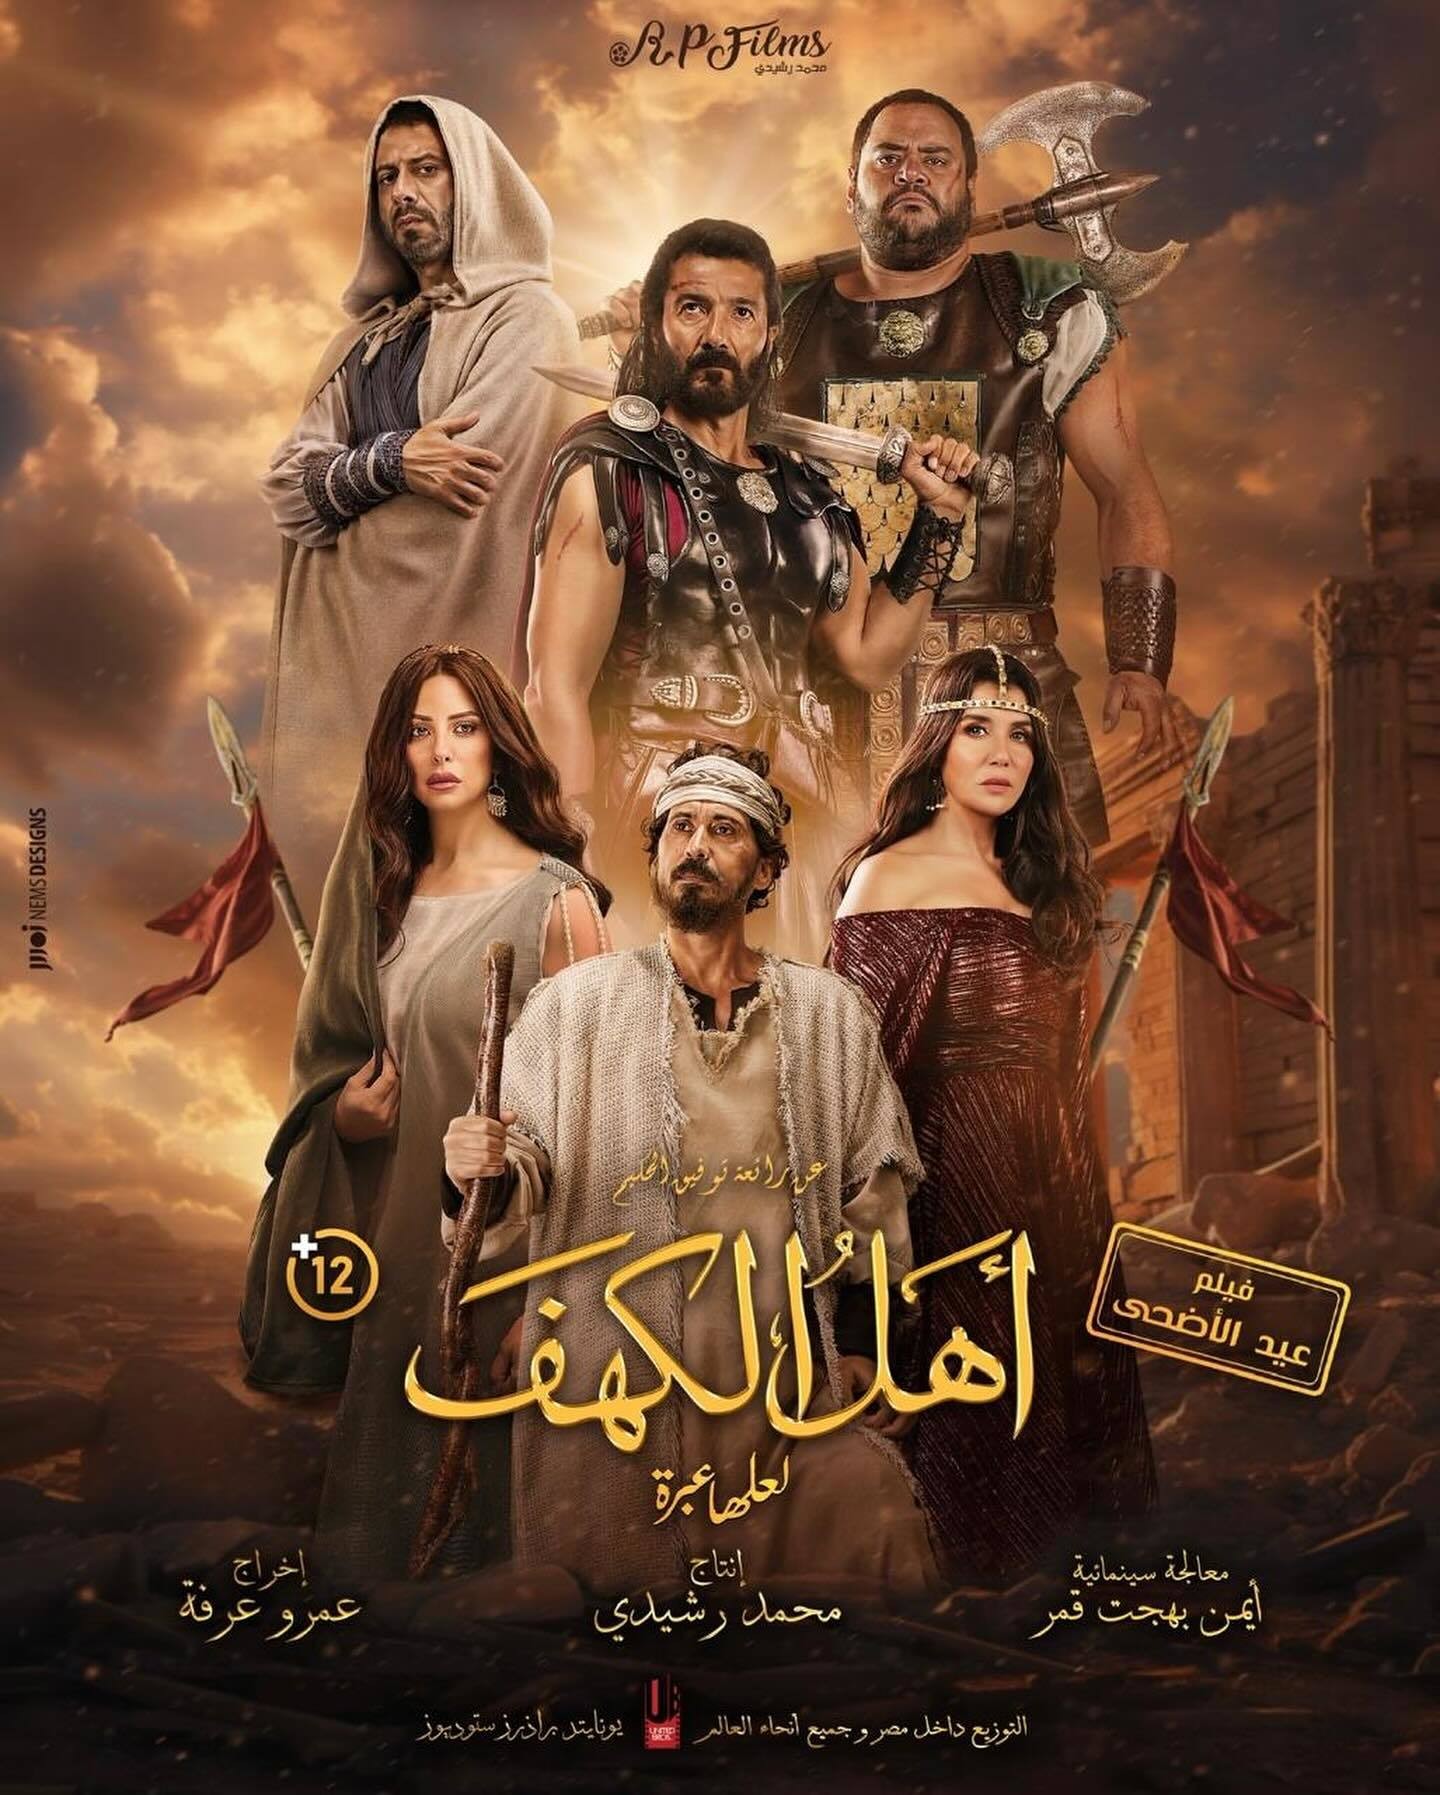 RP Films
محمد رشيدي
NEMS DESIGNS
عن رائعة توفيق الحكيم
+12
أهل الكهف
فيلم
عيد الأضحى
لعلها عبرة
معالجة سينمائية
أيمن بهجت قمر
إنتاج
محمد رشيدي
إخراج
عمرو عرفة
التوزيع داخل مصر و جميع أنحاء العالم
UNITED BROS.
يونايتد براذرز ستوديوز